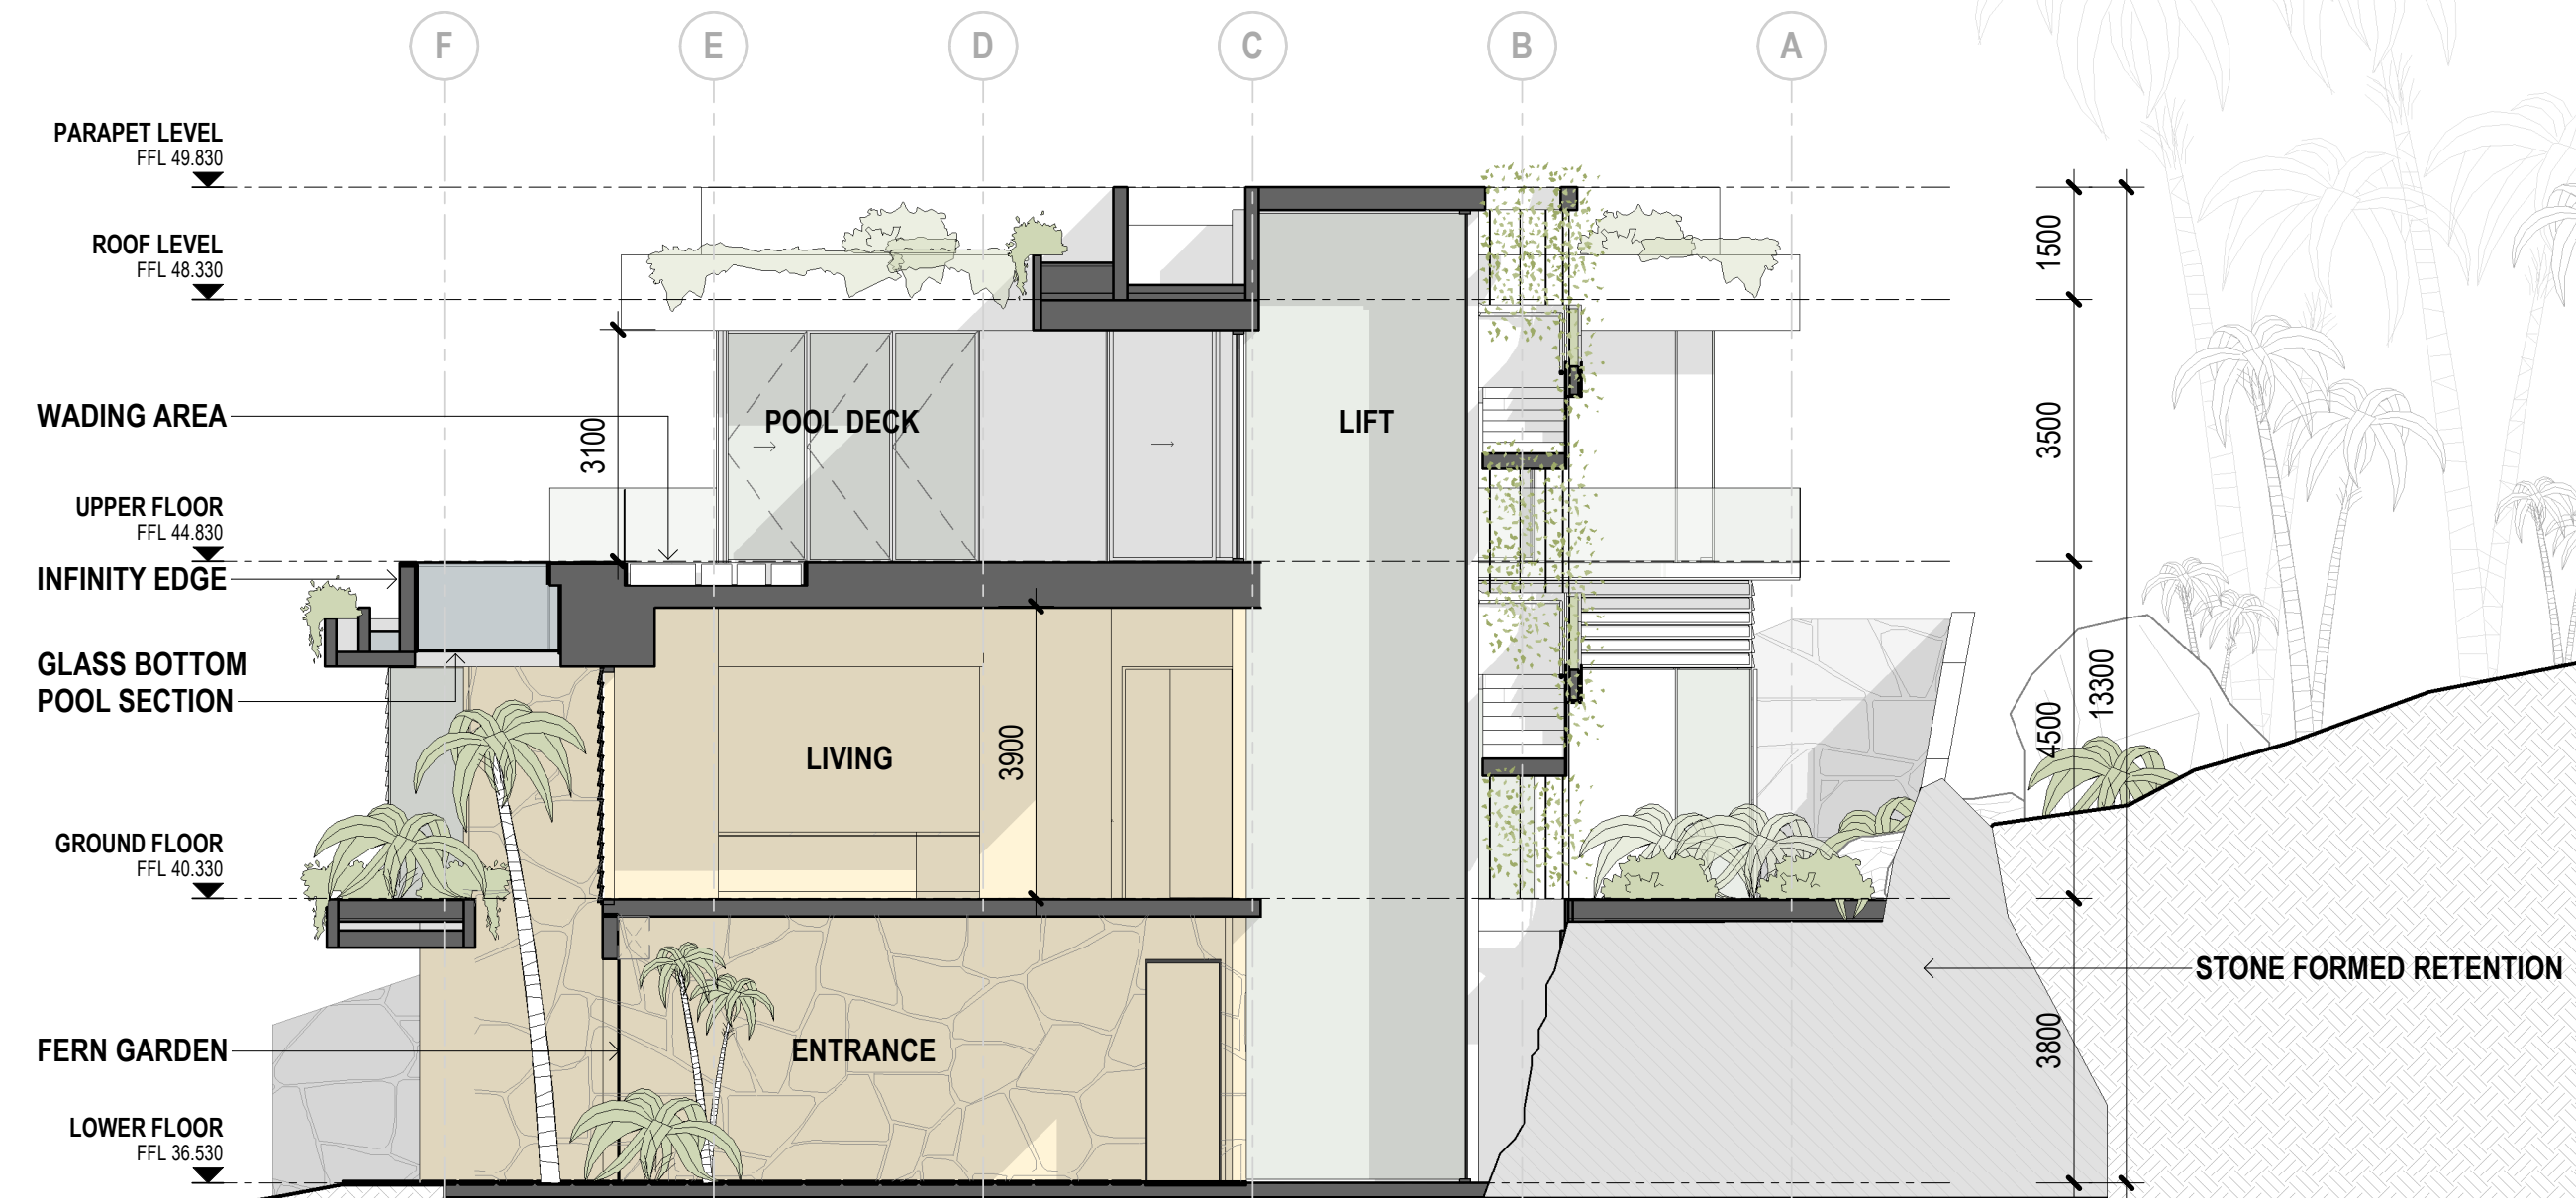 F E D C B A
PARAPET LEVEL
FFL 49.830
ROOF LEVEL
FFL 48.330
1500
WADING AREA
POOL DECK
LIFT
3100
3500
UPPER FLOOR
FFL 44.830
INFINITY EDGE
GLASS BOTTOM
POOL SECTION
LIVING
3900
4500
13300
GROUND FLOOR
FFL 40.330
STONE FORMED RETENTION
FERN GARDEN
ENTRANCE
3800
LOWER FLOOR
FFL 36.530